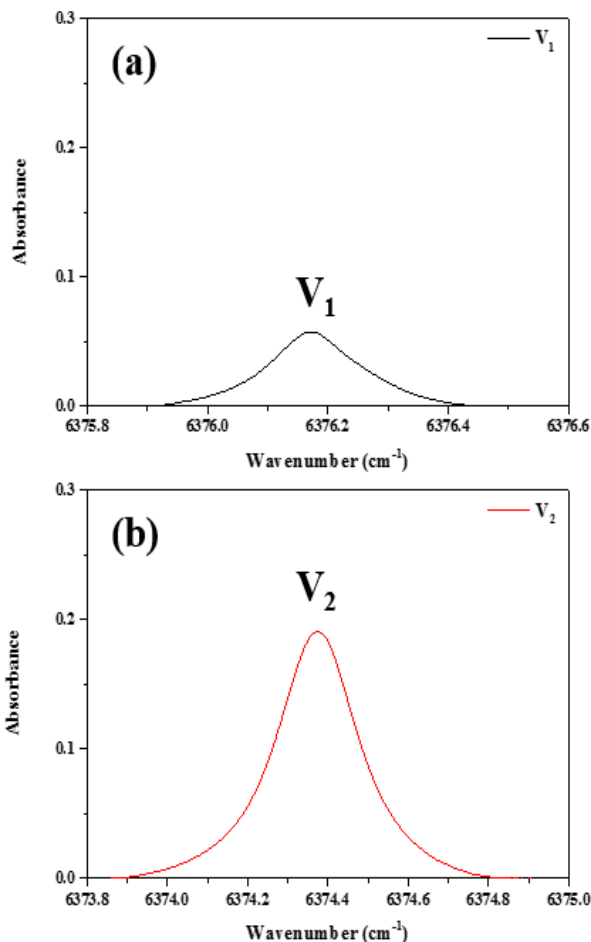 0.3
V₁
(a)
0.2
Absorbance
0.1
V₁
0.0
6375.8 6376.0 6376.2 6376.4 6376.6
Wavenumber (cm⁻¹)
0.3
V₂
(b)
V₂
0.2
Absorbance
0.1
0.0
6373.8 6374.0 6374.2 6374.4 6374.6 6374.8 6375.0
Wavenumber (cm⁻¹)